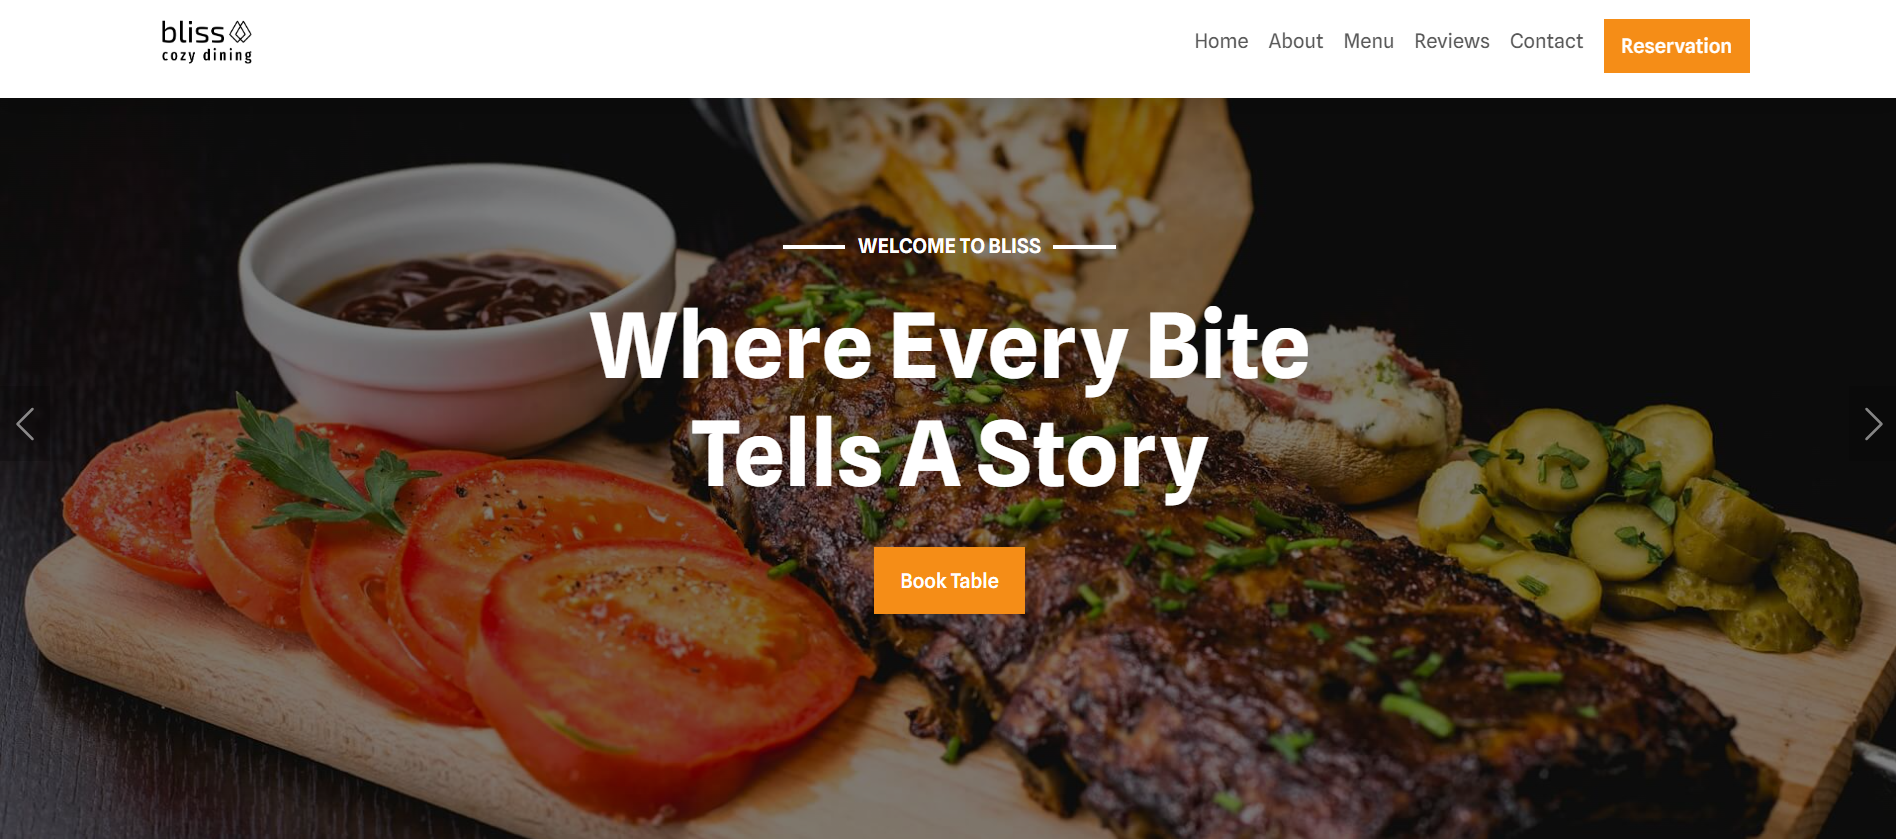 bliss
cozy dining
Home About Menu Reviews Contact Reservation
WELCOME TO BLISS
Where Every Bite
Tells A Story
Book Table